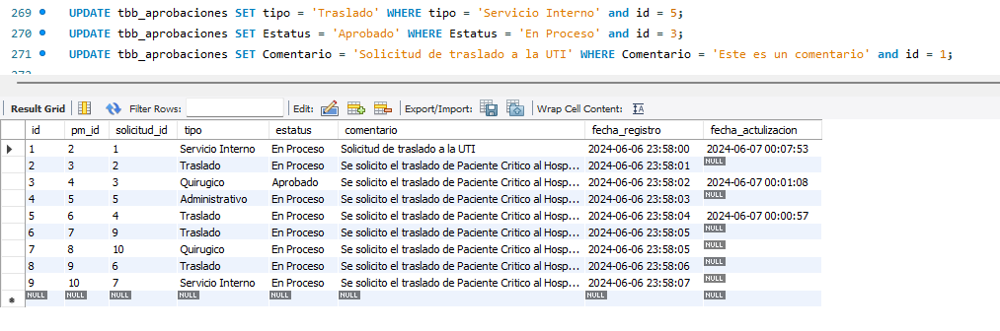 269 UPDATE tbb_aprobaciones SET tipo = 'Traslado' WHERE tipo = 'Servicio Interno' and id = 5;
270 UPDATE tbb_aprobaciones SET Estatus = 'Aprobado' WHERE Estatus = 'En Proceso' and id = 3;
271 UPDATE tbb_aprobaciones SET Comentario = 'Solicitud de traslado a la UTI' WHERE Comentario = 'Este es un comentario' and id = 1;
Result Grid Filter Rows: Edit: Export/Import: Wrap Cell Content: IA
id pm_id solicitud_id tipo estatus comentario fecha_registro fecha_actulizacion
1 2 1 Servicio Interno En Proceso Solicitud de traslado a la UTI 2024-06-06 23:58:00 2024-06-07 00:07:53
2 3 2 Traslado En Proceso Se solicito el traslado de Paciente Critico al Hosp... 2024-06-06 23:58:01 NULL
3 4 3 Quirugico Aprobado Se solicito el traslado de Paciente Critico al Hosp... 2024-06-06 23:58:02 2024-06-07 00:01:08
4 5 5 Administrativo En Proceso Se solicito el traslado de Paciente Critico al Hosp... 2024-06-06 23:58:03 NULL
5 6 4 Traslado En Proceso Se solicito el traslado de Paciente Critico al Hosp... 2024-06-06 23:58:04 2024-06-07 00:00:57
6 7 9 Traslado En Proceso Se solicito el traslado de Paciente Critico al Hosp... 2024-06-06 23:58:05 NULL
7 8 10 Quirugico En Proceso Se solicito el traslado de Paciente Critico al Hosp... 2024-06-06 23:58:05 NULL
8 9 6 Traslado En Proceso Se solicito el traslado de Paciente Critico al Hosp... 2024-06-06 23:58:06 NULL
9 10 7 Servicio Interno En Proceso Se solicito el traslado de Paciente Critico al Hosp... 2024-06-06 23:58:07 NULL
NULL NULL NULL NULL NULL NULL NULL NULL